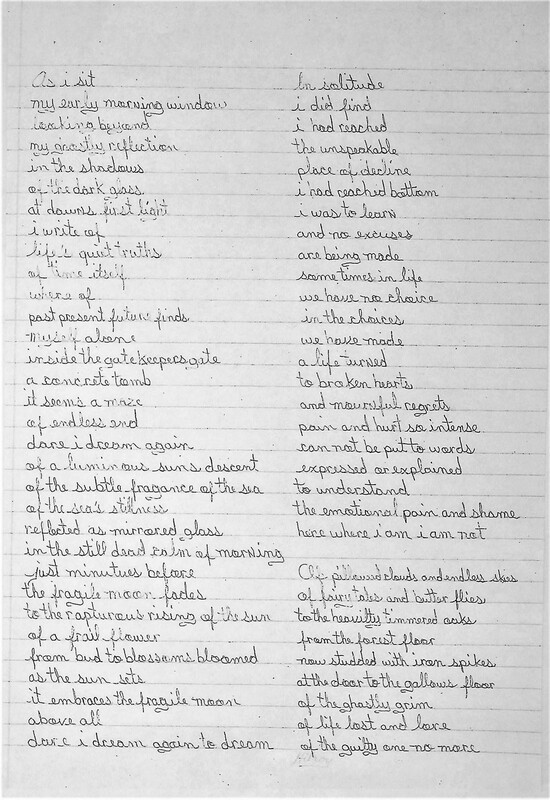 As i sit
my early morning window
looking beyond
my ghostly reflection
in the shadows
of the dark glass
at dawns first light
i write of
life's quiet truths
of time itself
where of
past present future finds
myself alone
inside the gatekeepers gate
a concrete tomb
it seems a maze
of endless end
dare i dream again
of a luminous suns descent
of the subtle fragance of the sea
of the sea's stillness
reflected as mirrored glass
in the still dead calm of morning
just minutues before
the fragile moon fades
to the rapturous rising of the sun
of a frail flower
from bud to blossoms bloomed
as the sun sets
it embraces the fragile moon
above all
dare i dream again to dream
In solitude
i did find
i had reached
the unspeakable
place of decline
i had reached bottom
i was to learn
and no excuses
are being made
sometimes in life
we have no choice
in the choices
we have made
a life turned
to broken hearts
and mournful regrets
pain and hurt so intense
can not be put to words
expressed or explained
to understand
the emotional pain and shame
here where i am i am not
Of pillowed clouds and endless skies
of fairy tales and butter flies
to the heavilty timmered oaks
from the forest floor
now studded with iron spikes
at the door to the gallows floor
of the ghastly grim
of life lost and love
of the guilty one no more